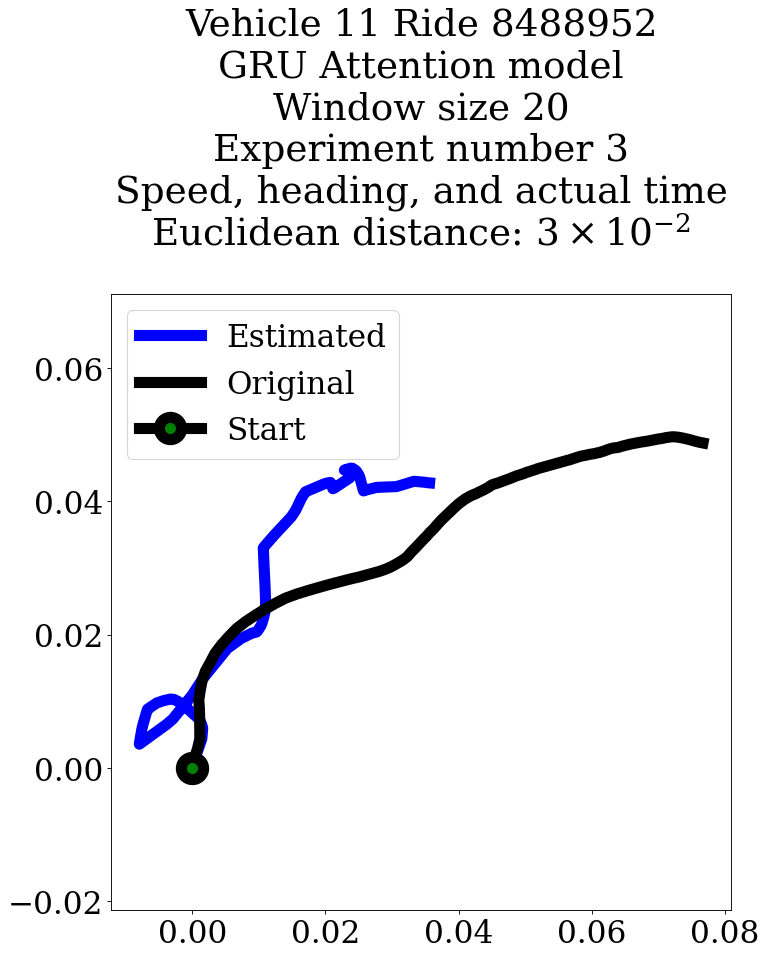 Vehicle 11 Ride 8488952
GRU Attention model
Window size 20
Experiment number 3
Speed, heading, and actual time
Euclidean distance: 3 × 10⁻²
Estimated
Original
Start
0.06
0.04
0.02
0.00
−0.02
0.00 0.02 0.04 0.06 0.08